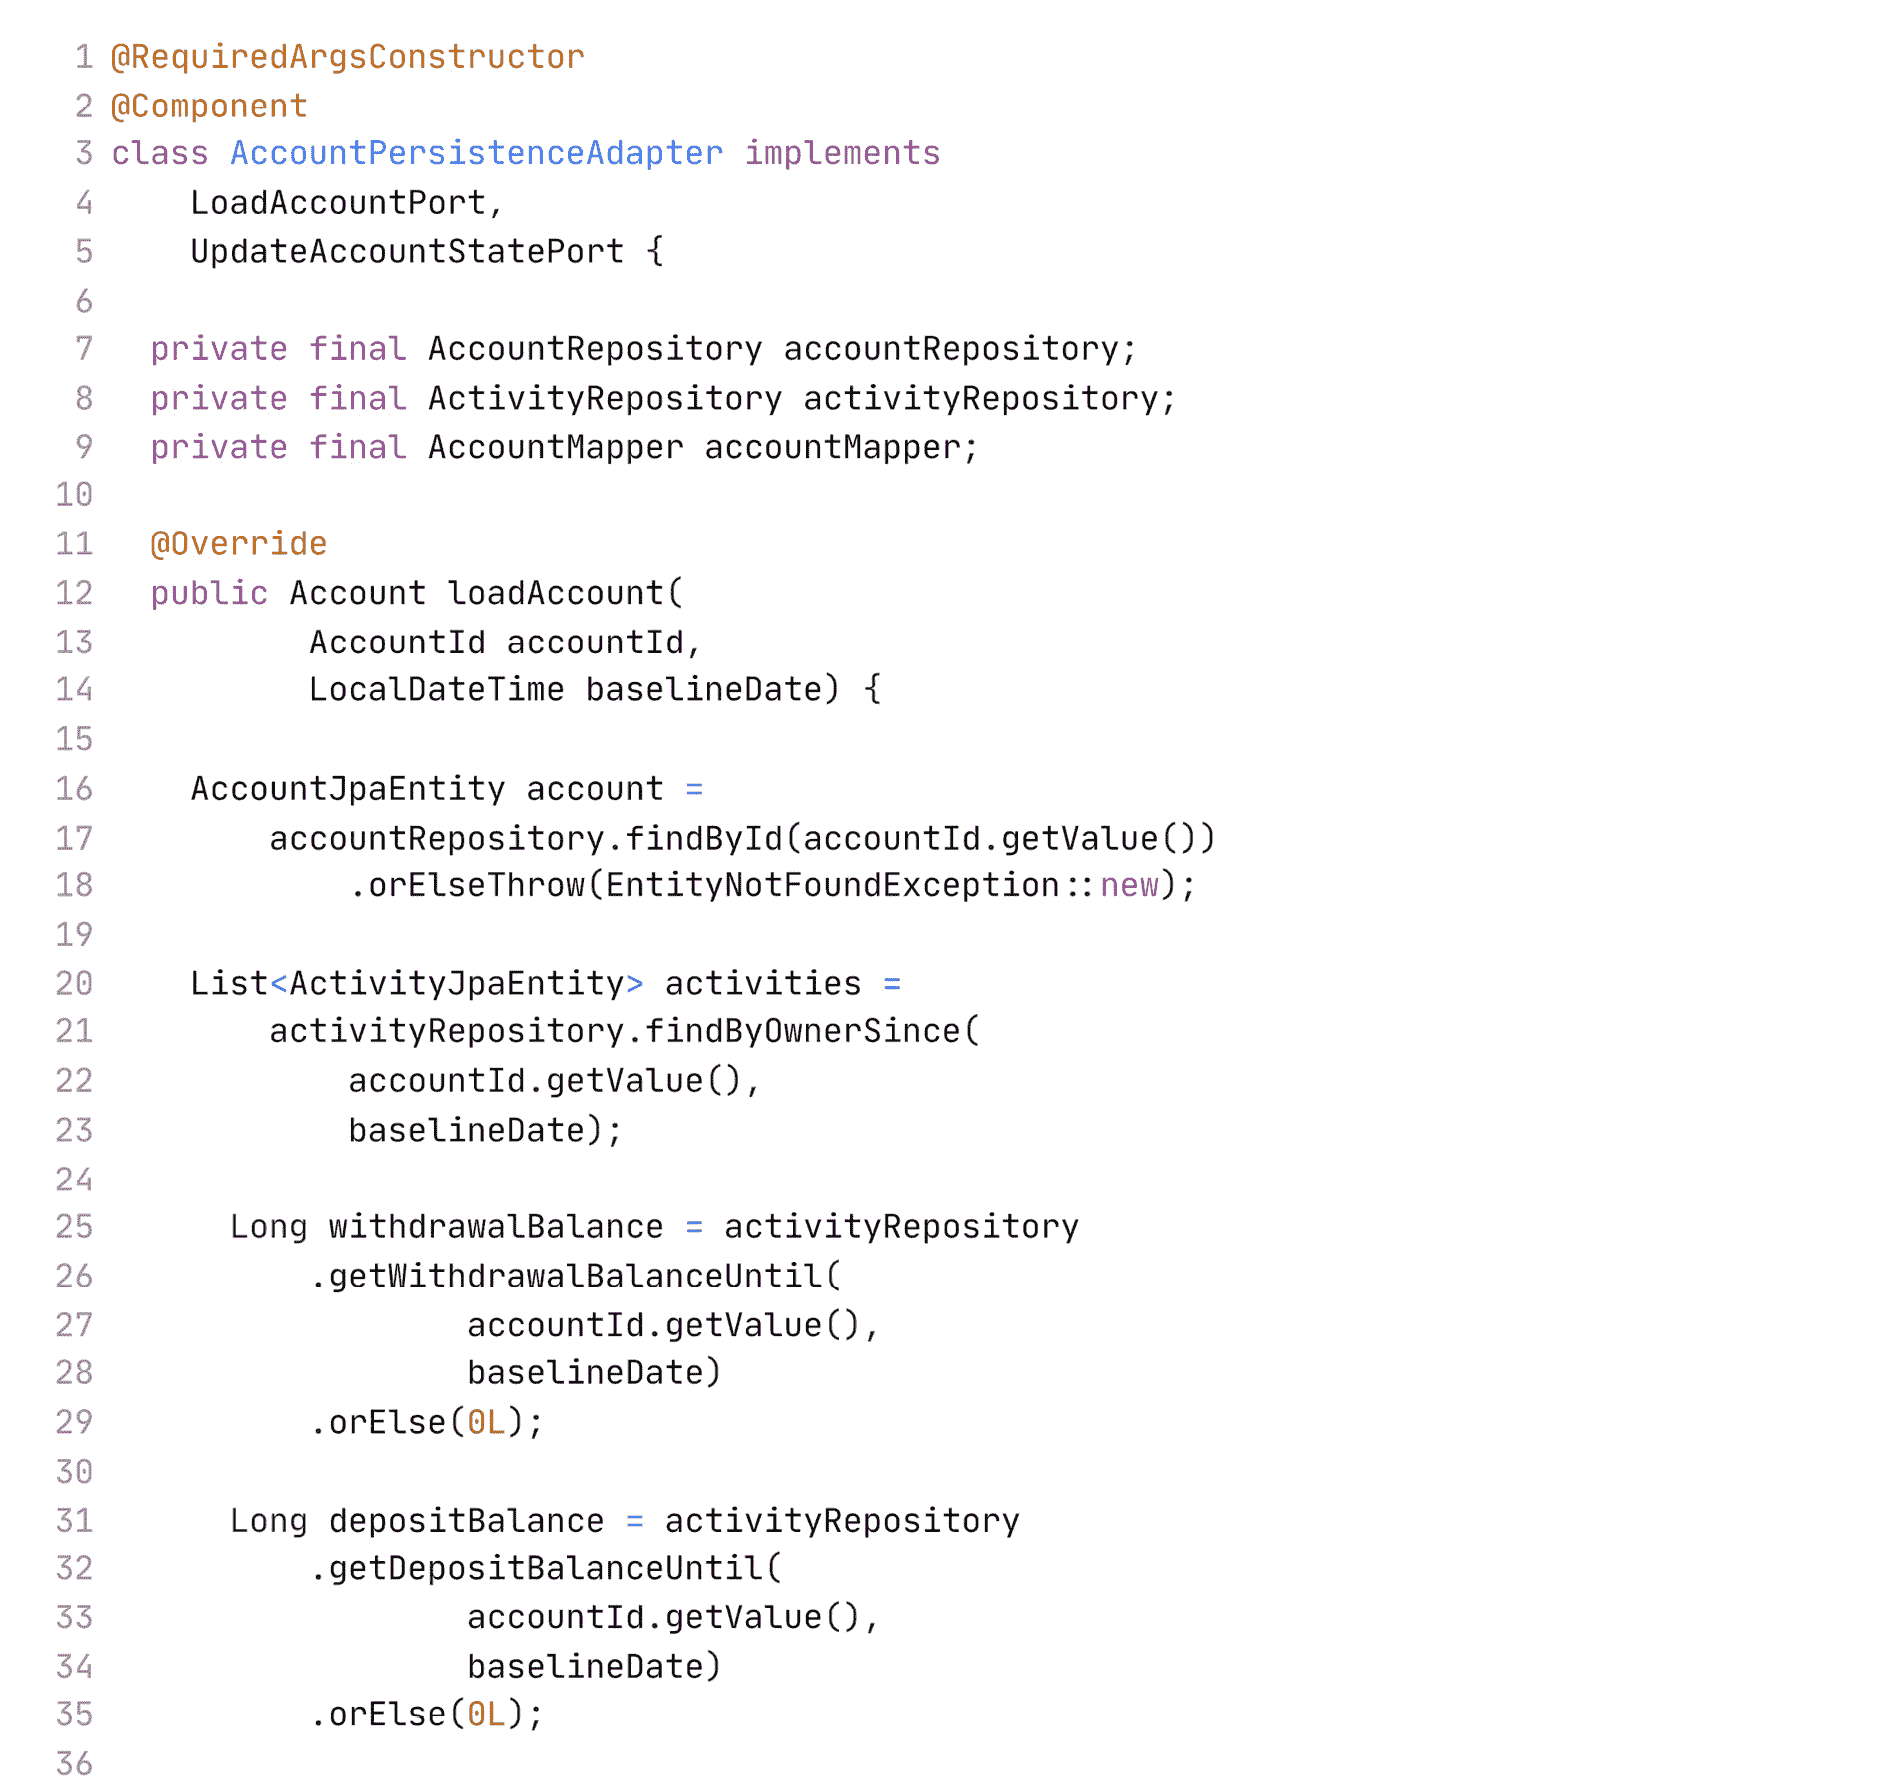 1 @RequiredArgsConstructor
2 @Component
3 class AccountPersistenceAdapter implements
4     LoadAccountPort,
5     UpdateAccountStatePort {
6
7   private final AccountRepository accountRepository;
8   private final ActivityRepository activityRepository;
9   private final AccountMapper accountMapper;
10
11   @Override
12   public Account loadAccount(
13           AccountId accountId,
14           LocalDateTime baselineDate) {
15
16     AccountJpaEntity account =
17         accountRepository.findById(accountId.getValue())
18             .orElseThrow(EntityNotFoundException::new);
19
20     List<ActivityJpaEntity> activities =
21         activityRepository.findByOwnerSince(
22             accountId.getValue(),
23             baselineDate);
24
25       Long withdrawalBalance = activityRepository
26           .getWithdrawalBalanceUntil(
27                   accountId.getValue(),
28                   baselineDate)
29           .orElse(0L);
30
31       Long depositBalance = activityRepository
32           .getDepositBalanceUntil(
33                   accountId.getValue(),
34                   baselineDate)
35           .orElse(0L);
36